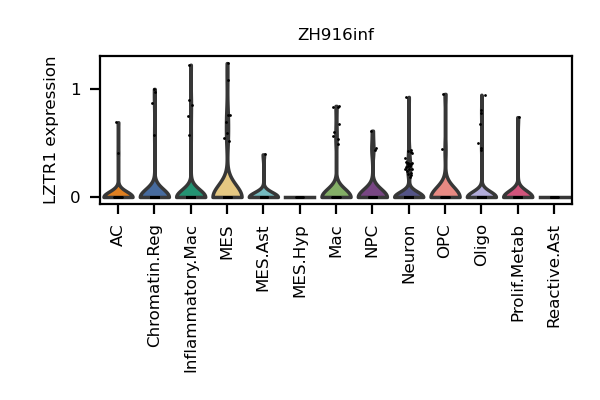 ZH916inf
LZTR1 expression
1
0
AC
Chromatin.Reg
Inflammatory.Mac
MES
MES.Ast
MES.Hyp
Mac
NPC
Neuron
OPC
Oligo
Prolif.Metab
Reactive.Ast